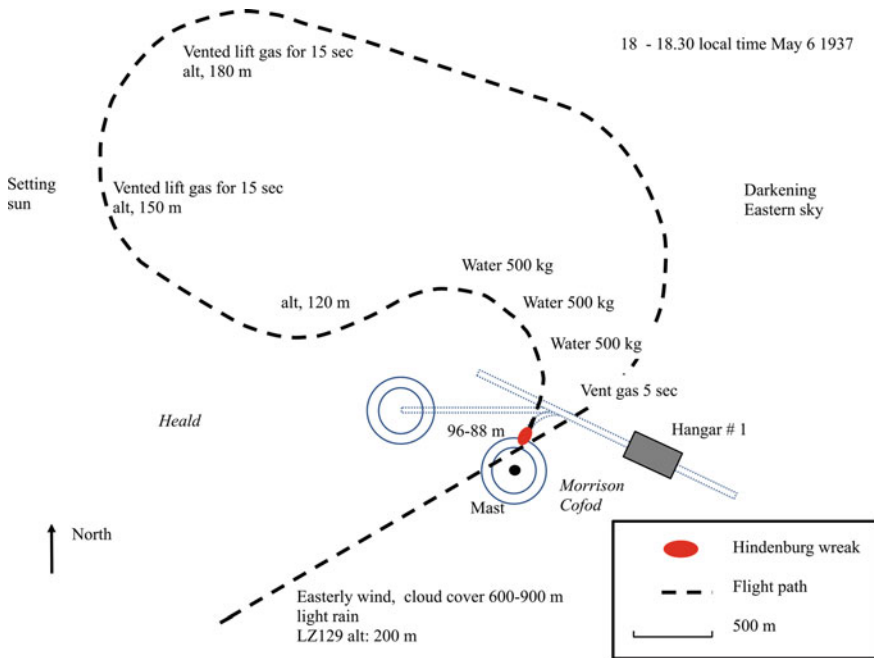 18 - 18.30 local time May 6 1937
Vented lift gas for 15 sec
alt, 180 m
Setting
sun
Vented lift gas for 15 sec
alt, 150 m
Darkening
Eastern sky
Water 500 kg
alt, 120 m
Water 500 kg
Water 500 kg
Vent gas 5 sec
Heald
96-88 m
Hangar # 1
Mast
Morrison
Cofod
North
Easterly wind, cloud cover 600-900 m
light rain
LZ129 alt: 200 m
Hindenburg wreak
Flight path
500 m